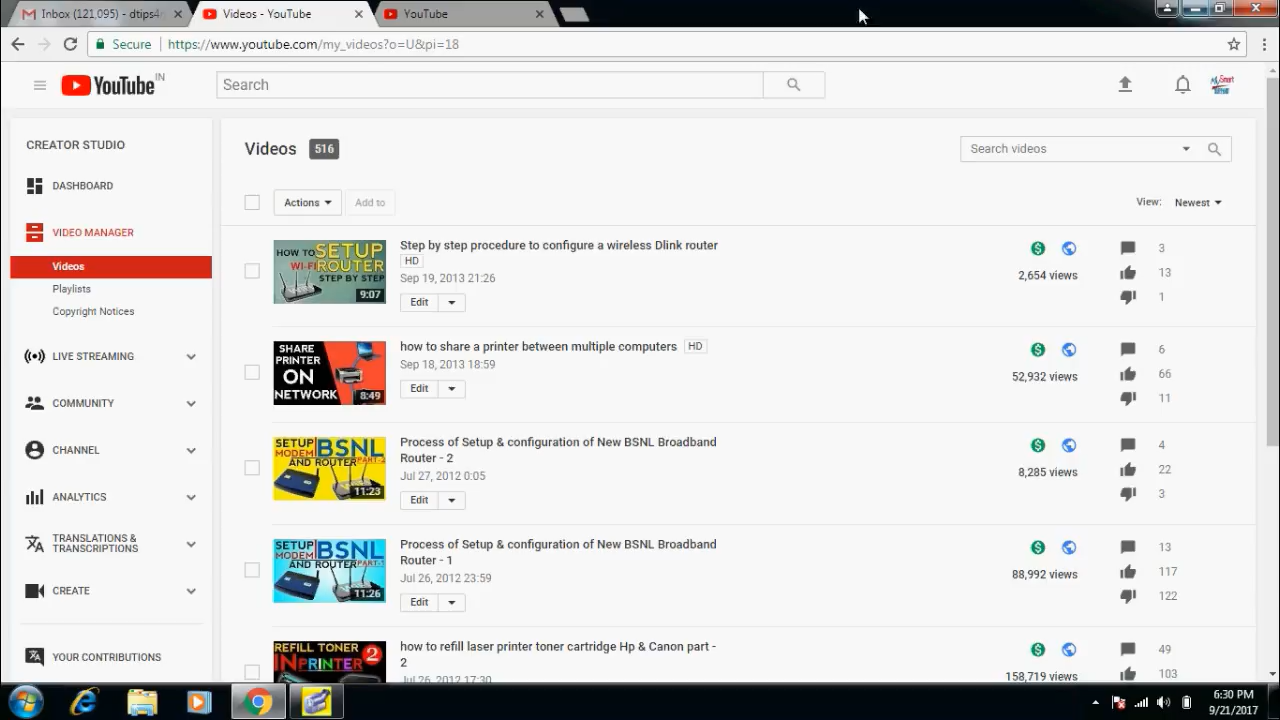 Inbox (121,095) - dtips4
Videos - YouTube
YouTube
Secure
https://www.youtube.com/my_videos?o=U&pi=18
YouTube IN
Search
CREATOR STUDIO
DASHBOARD
VIDEO MANAGER
Videos
Playlists
Copyright Notices
LIVE STREAMING
COMMUNITY
CHANNEL
ANALYTICS
TRANSLATIONS &
TRANSCRIPTIONS
CREATE
YOUR CONTRIBUTIONS
Videos 516
Search videos
Actions
Add to
View: Newest
HOW TO SETUP
WI-FI ROUTER
STEP BY STEP
9:07
Step by step procedure to configure a wireless Dlink router
HD
Sep 19, 2013 21:26
Edit
2,654 views
3
13
1
SHARE
PRINTER
ON
NETWORK
8:49
how to share a printer between multiple computers HD
Sep 18, 2013 18:59
Edit
52,932 views
6
66
11
SETUP BSNL
MODEM
AND ROUTER PART-2
11:23
Process of Setup & configuration of New BSNL Broadband
Router - 2
Jul 27, 2012 0:05
Edit
8,285 views
4
22
3
SETUP BSNL
MODEM
AND ROUTER PART-1
11:26
Process of Setup & configuration of New BSNL Broadband
Router - 1
Jul 26, 2012 23:59
Edit
88,992 views
13
117
122
REFILL TONER
IN PRINTER 2
how to refill laser printer toner cartridge Hp & Canon part -
2
Jul 26, 2012 17:30
158,719 views
49
103
6:30 PM
9/21/2017